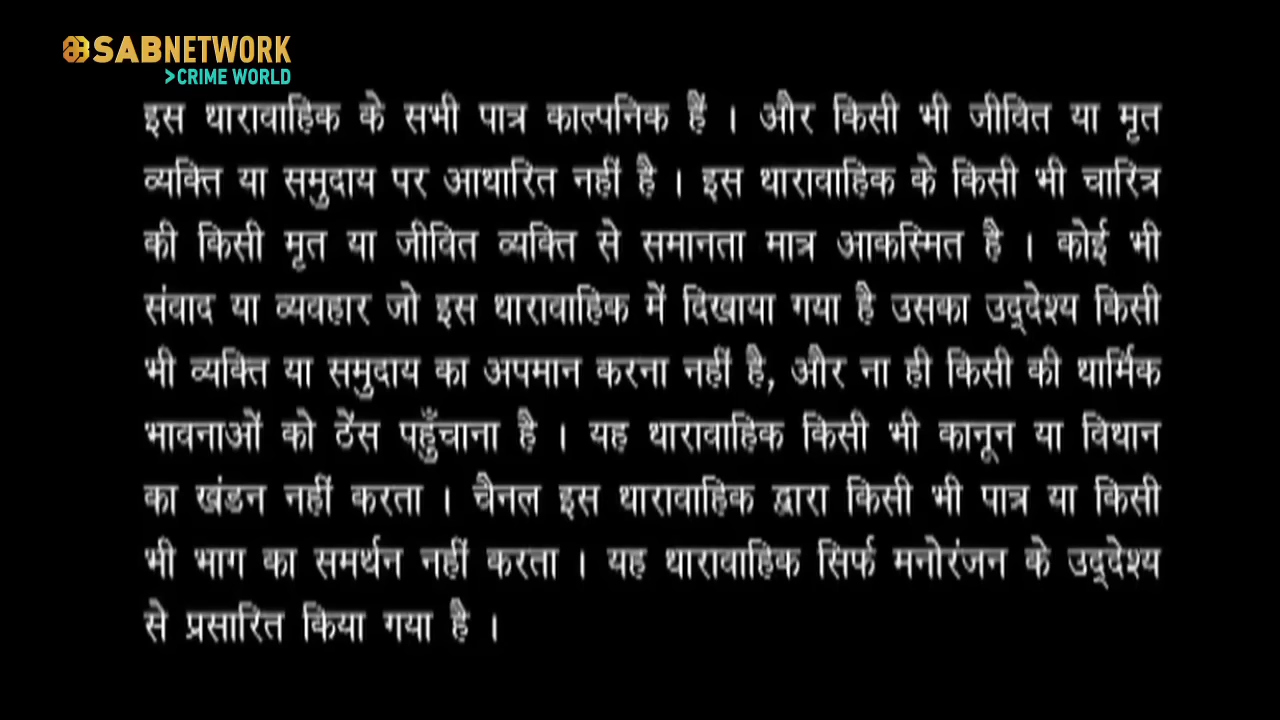 SABNETWORK
>CRIME WORLD
इस धारावाहिक के सभी पात्र काल्पनिक हैं । और किसी भी जीवित या मृत
व्यक्ति या समुदाय पर आधारित नहीं है । इस धारावाहिक के किसी भी चारित्र
की किसी मृत या जीवित व्यक्ति से समानता मात्र आकस्मित है । कोई भी
संवाद या व्यवहार जो इस धारावाहिक में दिखाया गया है उसका उद्देश्य किसी
भी व्यक्ति या समुदाय का अपमान करना नहीं है, और ना ही किसी की धार्मिक
भावनाओं को ठेंस पहुँचाना है । यह धारावाहिक किसी भी कानून या विधान
का खंडन नहीं करता । चैनल इस धारावाहिक द्वारा किसी भी पात्र या किसी
भी भाग का समर्थन नहीं करता । यह धारावाहिक सिर्फ मनोरंजन के उद्देश्य
से प्रसारित किया गया है ।